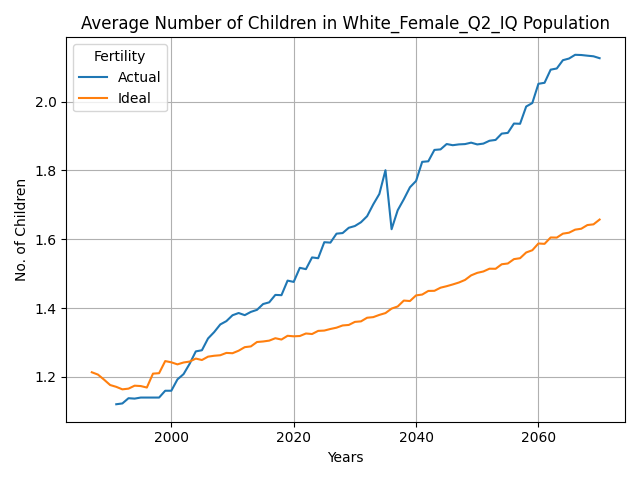 Average Number of Children in White_Female_Q2_IQ Population
Fertility
Actual
Ideal
No. of Children
2.0
1.8
1.6
1.4
1.2
2000 2020 2040 2060
Years